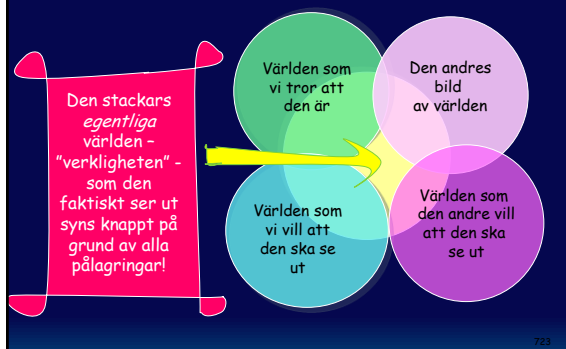 Den stackars
egentliga
världen –
"verkligheten" -
som den
faktiskt ser ut
syns knappt på
grund av alla
pålagringar!
Världen som
vi tror att
den är
Den andres
bild
av världen
Världen som
vi vill att
den ska se
ut
Världen som
den andre vill
att den ska
se ut
723